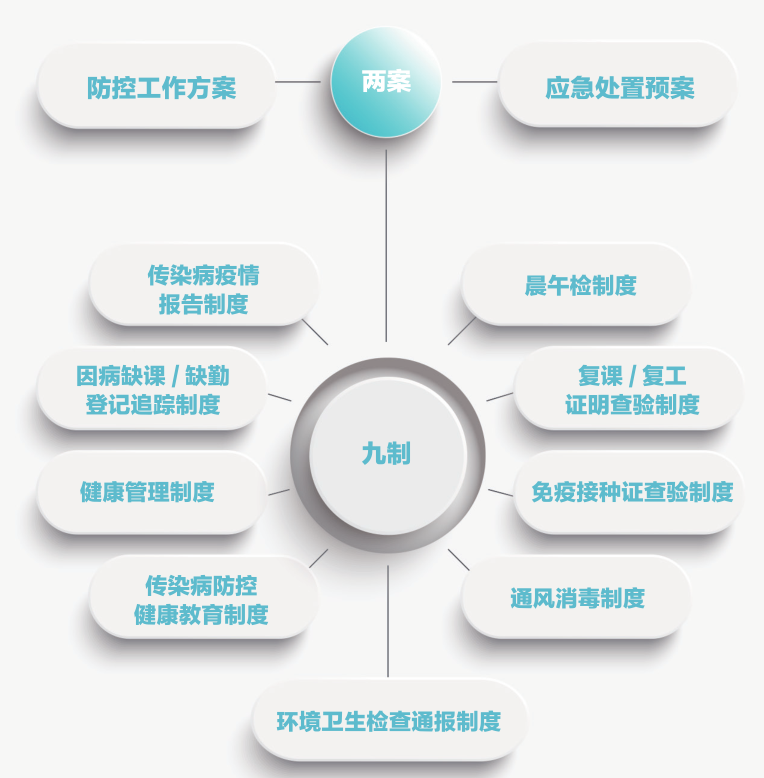 防控工作方案
两案
应急处置预案
传染病疫情
报告制度
晨午检制度
因病缺课 / 缺勤
登记追踪制度
复课 / 复工
证明查验制度
九制
健康管理制度
免疫接种证查验制度
传染病防控
健康教育制度
通风消毒制度
环境卫生检查通报制度